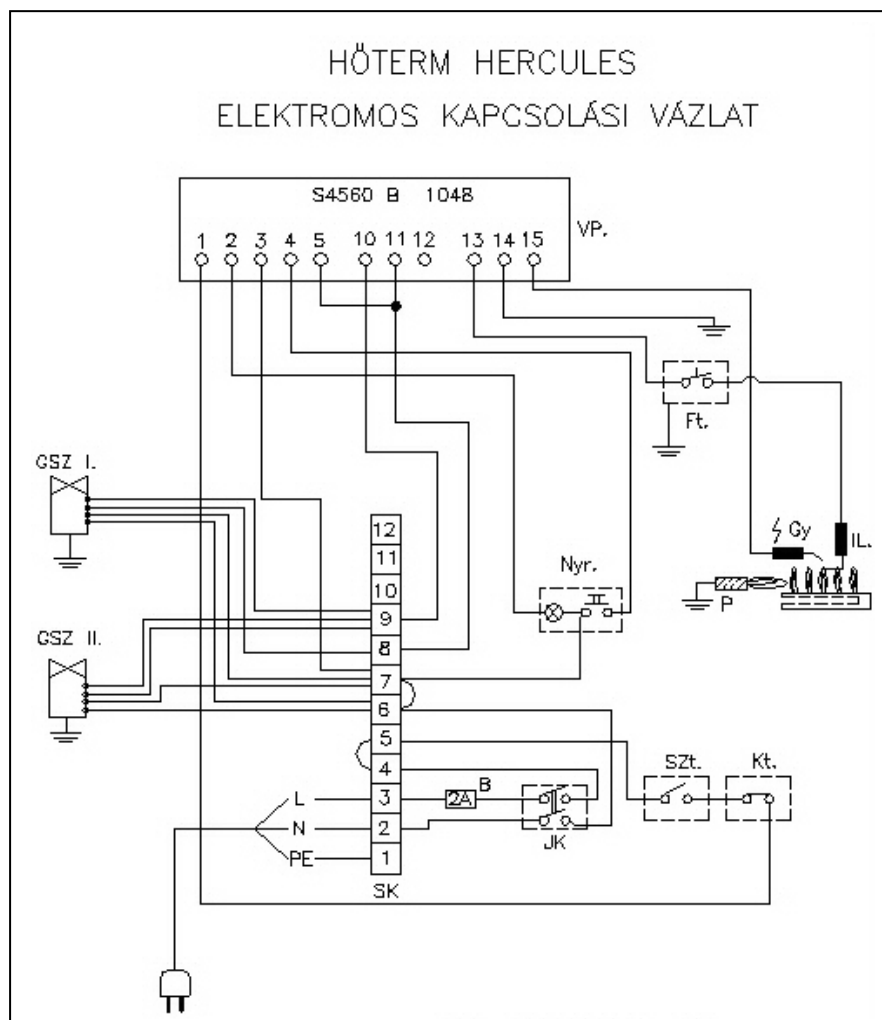 HŐTERM HERCULES
ELEKTROMOS KAPCSOLÁSI VÁZLAT
S4560 B 1048
VP.
1 2 3 4 5 10 11 12 13 14 15
Ft.
GSZ I.
Gy
IL.
P
Nyr.
GSZ II.
12
11
10
9
8
7
6
5
4
3
2
1
SK
L
N
PE
2A
B
JK
SZt.
Kt.